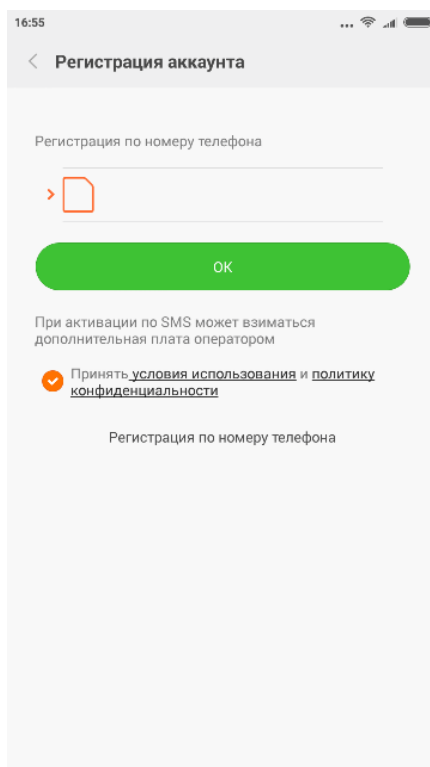 16:55
Регистрация аккаунта
Регистрация по номеру телефона
ОК
При активации по SMS может взиматься
дополнительная плата оператором
Принять условия использования и политику
конфиденциальности
Регистрация по номеру телефона